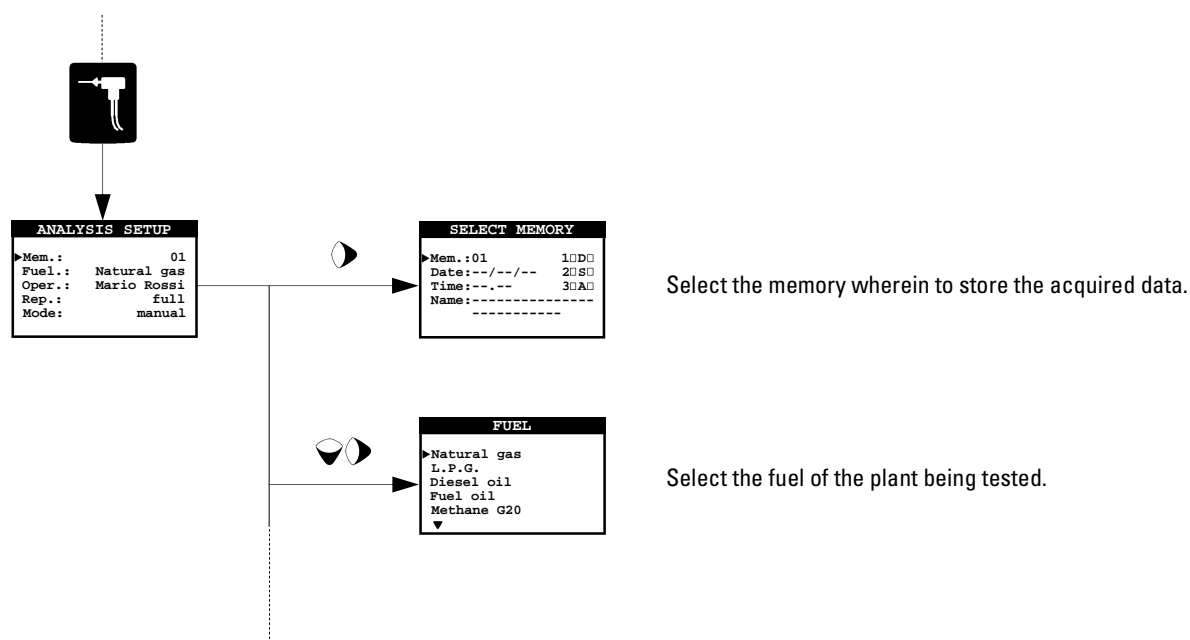 ANALYSIS SETUP
▶Mem.: 01
Fuel.: Natural gas
Oper.: Mario Rossi
Rep.: full
Mode: manual
SELECT MEMORY
▶Mem.:01 1□D□
Date:--/--/-- 2□S□
Time:--.-- 3□A□
Name:---------------
-----------
Select the memory wherein to store the acquired data.
FUEL
▶Natural gas
L.P.G.
Diesel oil
Fuel oil
Methane G20
▼
Select the fuel of the plant being tested.